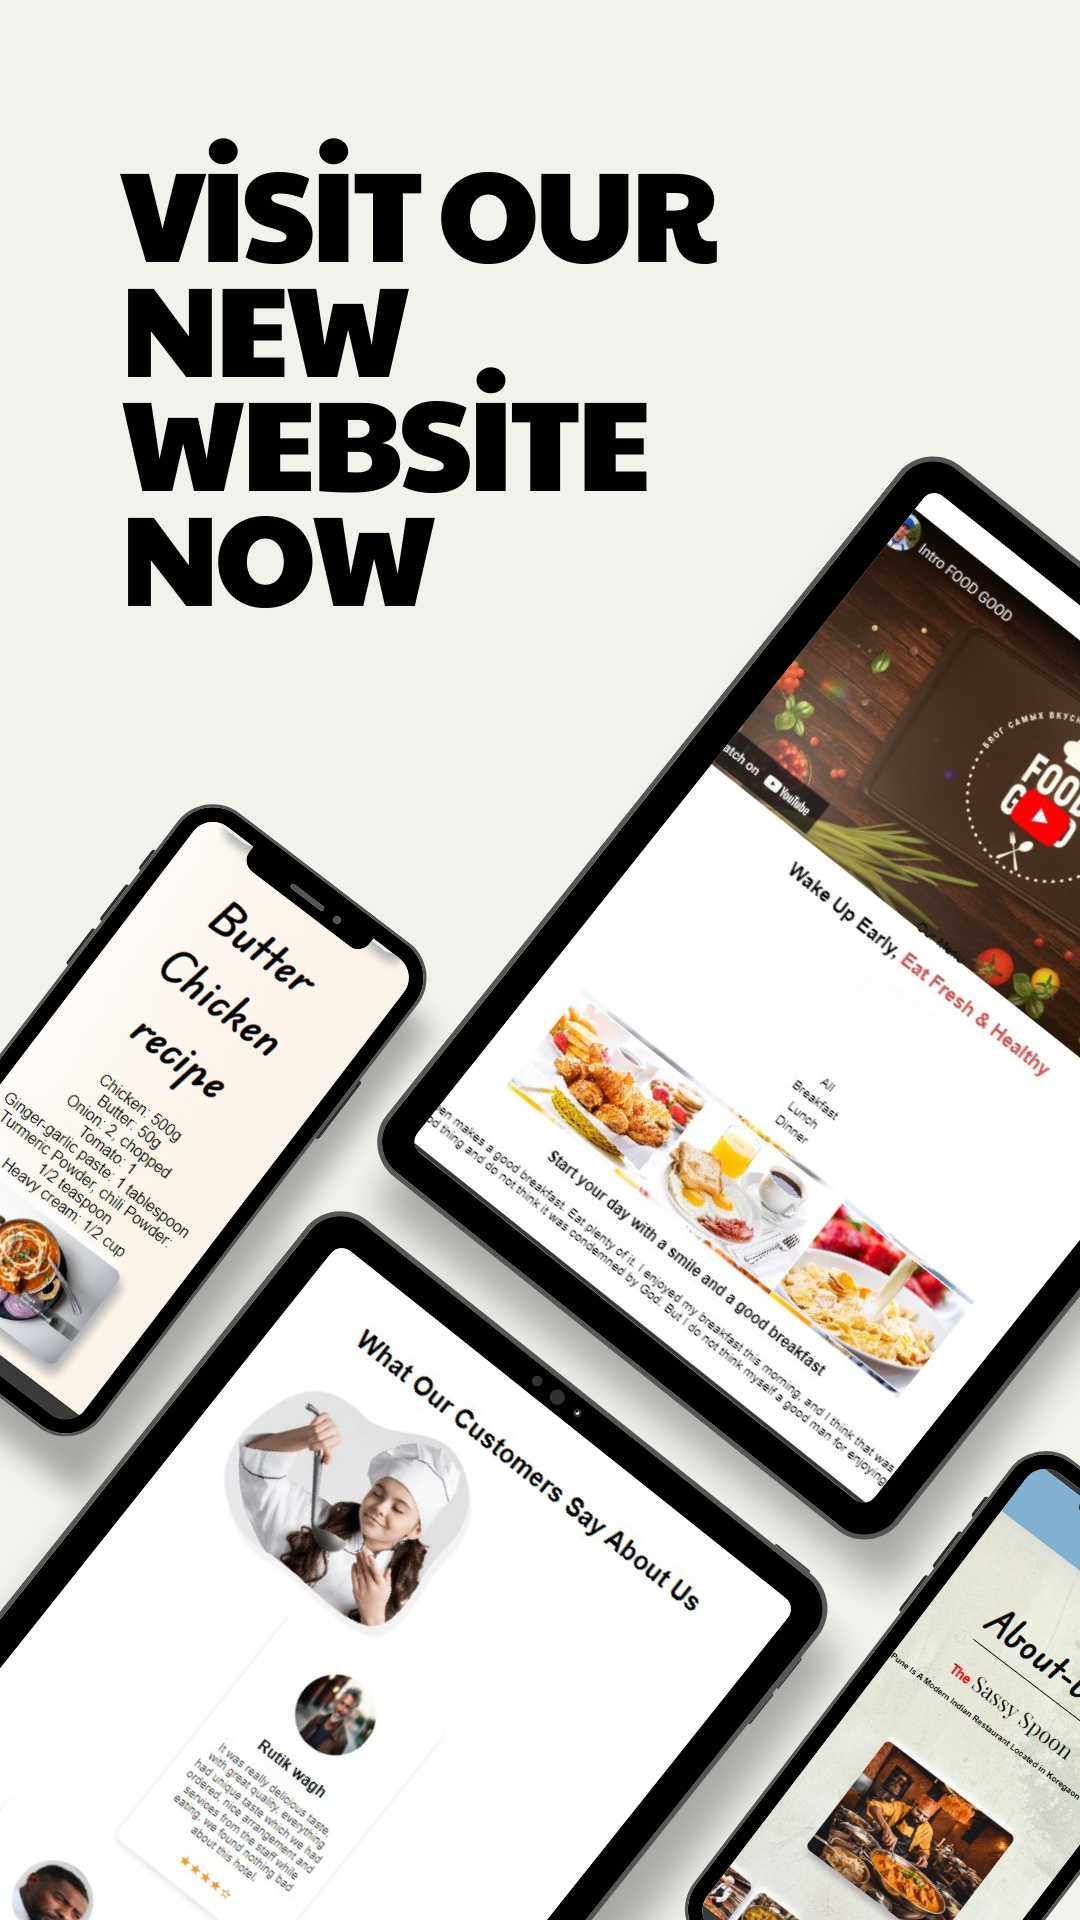 VISIT OUR
NEW
WEBSITE
NOW
Intro FOOD GOOD
БЛОГ САМЫХ ВКУСН
FOOD
atch on YouTube
Wake Up Early, Eat Fresh & Healthy
All
Breakfast
Lunch
Dinner
Start your day with a smile and a good breakfast
en makes a good breakfast. Eat plenty of it. I enjoyed my breakfast this morning, and I think that was
od thing and do not think it was condemned by God. But I do not think myself a good man for enjoying
Butter
Chicken
recipe
Chicken: 500g
Butter: 50g
Onion: 2, chopped
Tomato: 1
Ginger-garlic paste: 1 tablespoon
Turmeric Powder, chili Powder:
1/2 teaspoon
Heavy cream: 1/2 cup
What Our Customers Say About Us
Rutik wagh
It was really delicious taste,
with great quality, everything
had unique taste which we had
ordered, nice arrangement and
services from the staff while
eating, we found nothing bad
about this hotel.
About-
The Sassy Spoon
Pune Is A Modern Indian Restaurant Located in Koregaon